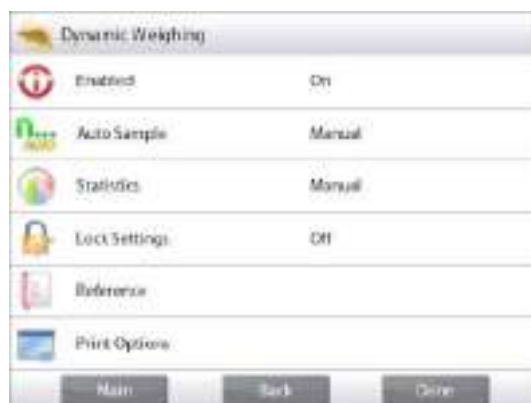 Dynamic Weighing
Enabled On
Auto Sample Manual
Statistics Manual
Lock Settings Off
Reference
Print Options
Main Back Done